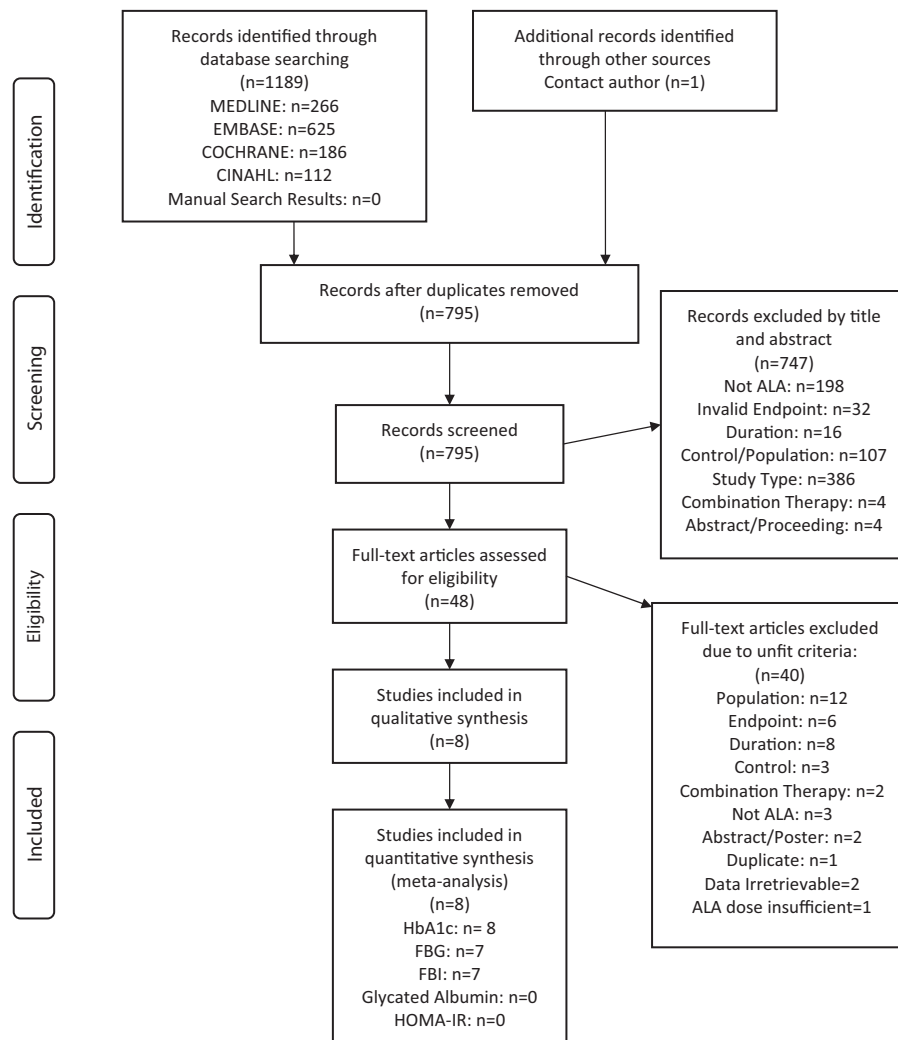 Identification
Records identified through
database searching
(n=1189)
MEDLINE: n=266
EMBASE: n=625
COCHRANE: n=186
CINAHL: n=112
Manual Search Results: n=0
Additional records identified
through other sources
Contact author (n=1)
Screening
Records after duplicates removed
(n=795)
Records screened
(n=795)
Records excluded by title
and abstract
(n=747)
Not ALA: n=198
Invalid Endpoint: n=32
Duration: n=16
Control/Population: n=107
Study Type: n=386
Combination Therapy: n=4
Abstract/Proceeding: n=4
Eligibility
Full-text articles assessed
for eligibility
(n=48)
Full-text articles excluded
due to unfit criteria:
(n=40)
Population: n=12
Endpoint: n=6
Duration: n=8
Control: n=3
Combination Therapy: n=2
Not ALA: n=3
Abstract/Poster: n=2
Duplicate: n=1
Data Irretrievable=2
ALA dose insufficient=1
Studies included in
qualitative synthesis
(n=8)
Included
Studies included in
quantitative synthesis
(meta-analysis)
(n=8)
HbA1c: n= 8
FBG: n=7
FBI: n=7
Glycated Albumin: n=0
HOMA-IR: n=0